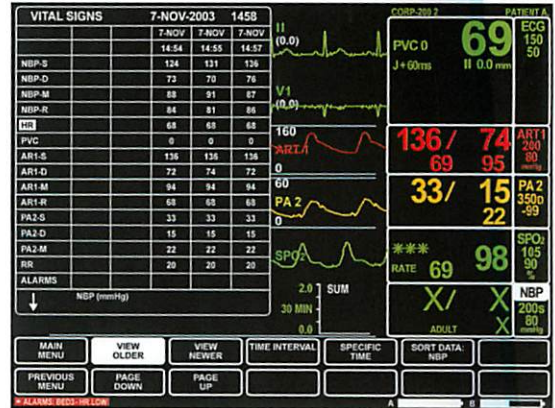 VITAL SIGNS 7-NOV-2003 1458
7-NOV 7-NOV 7-NOV
14:54 14:55 14:57
NBP-S 124 131 136
NBP-D 73 70 76
NBP-M 88 91 87
NBP-R 84 81 86
HR 68 68 68
PVC 0 0 0
AR1-S 136 136 136
AR1-D 72 74 72
AR1-M 94 94 94
AR1-R 68 68 68
PA2-S 33 33 33
PA2-D 15 15 15
PA2-M 22 22 22
RR 20 20 20
ALARMS
↓ NBP (mmHg)
II
(0.0)
V1
(0.0)
160
ART 1
0
60
PA 2
0
SPO2
2.0 SUM
30 MIN
0.0
CORP-200 2 PATIENT A
PVC 0 69
J+60ms II 0.0 mm
ECG
150
50
136/ 74
69 95
ART1
200
80
mmHg
33/ 15
22
PA 2
350p
-99
*** 98
RATE 69
SPO2
105
90
%
X/ X
ADULT X
NBP
200s
80
mmHg
MAIN MENU
VIEW OLDER
VIEW NEWER
TIME INTERVAL
SPECIFIC TIME
SORT DATA: NBP
PREVIOUS MENU
PAGE DOWN
PAGE UP
ALARMS: BED3- HR LOW
A B